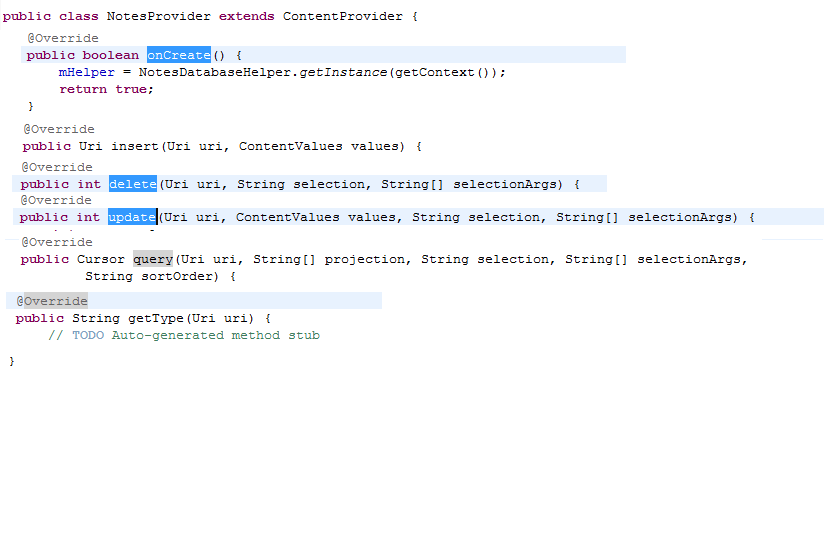 public class NotesProvider extends ContentProvider {
@Override
public boolean onCreate() {
mHelper = NotesDatabaseHelper.getInstance(getContext());
return true;
}
@Override
public Uri insert(Uri uri, ContentValues values) {
@Override
public int delete(Uri uri, String selection, String[] selectionArgs) {
@Override
public int update(Uri uri, ContentValues values, String selection, String[] selectionArgs) {
@Override
public Cursor query(Uri uri, String[] projection, String selection, String[] selectionArgs,
String sortOrder) {
@Override
public String getType(Uri uri) {
// TODO Auto-generated method stub
}